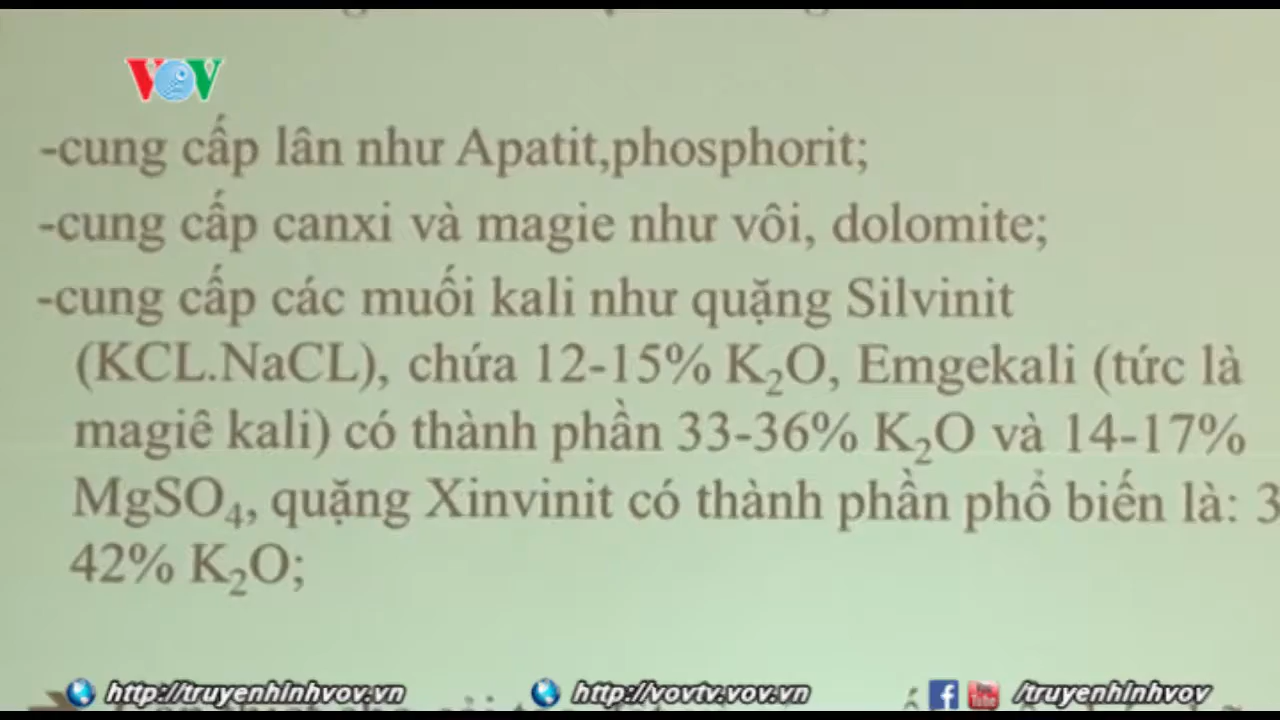 VOV
-cung cấp lân như Apatit,phosphorit;
-cung cấp canxi và magie như vôi, dolomite;
-cung cấp các muối kali như quặng Silvinit
(KCL.NaCL), chứa 12-15% K₂O, Emgekali (tức là
magiê kali) có thành phần 33-36% K₂O và 14-17%
MgSO₄, quặng Xinvinit có thành phần phổ biến là: 3
42% K₂O;
http://truyenhinhvov.vn http://vovtv.vov.vn /truyenhinhvov